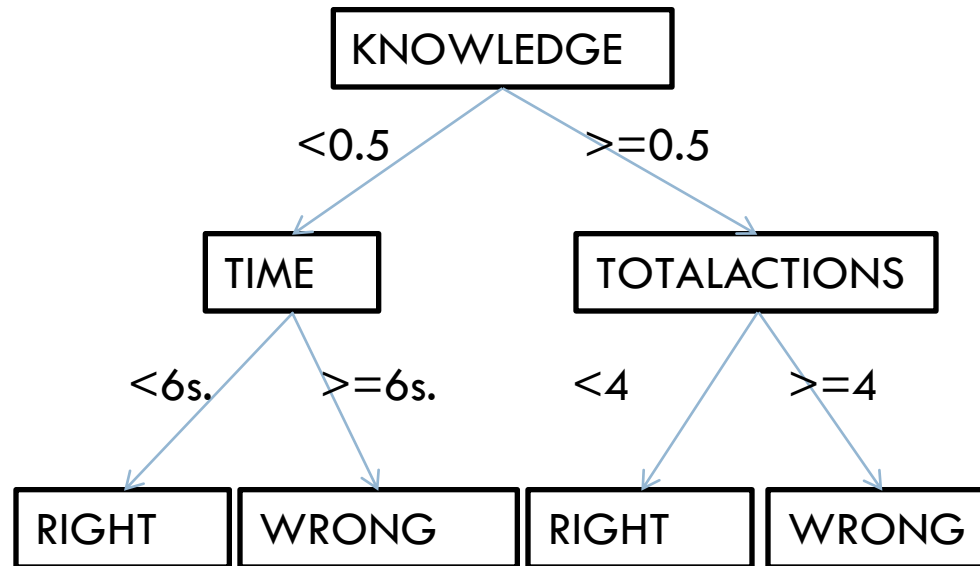 KNOWLEDGE
<0.5 >=0.5
TIME TOTALACTIONS
<6s. >=6s. <4 >=4
RIGHT WRONG RIGHT WRONG